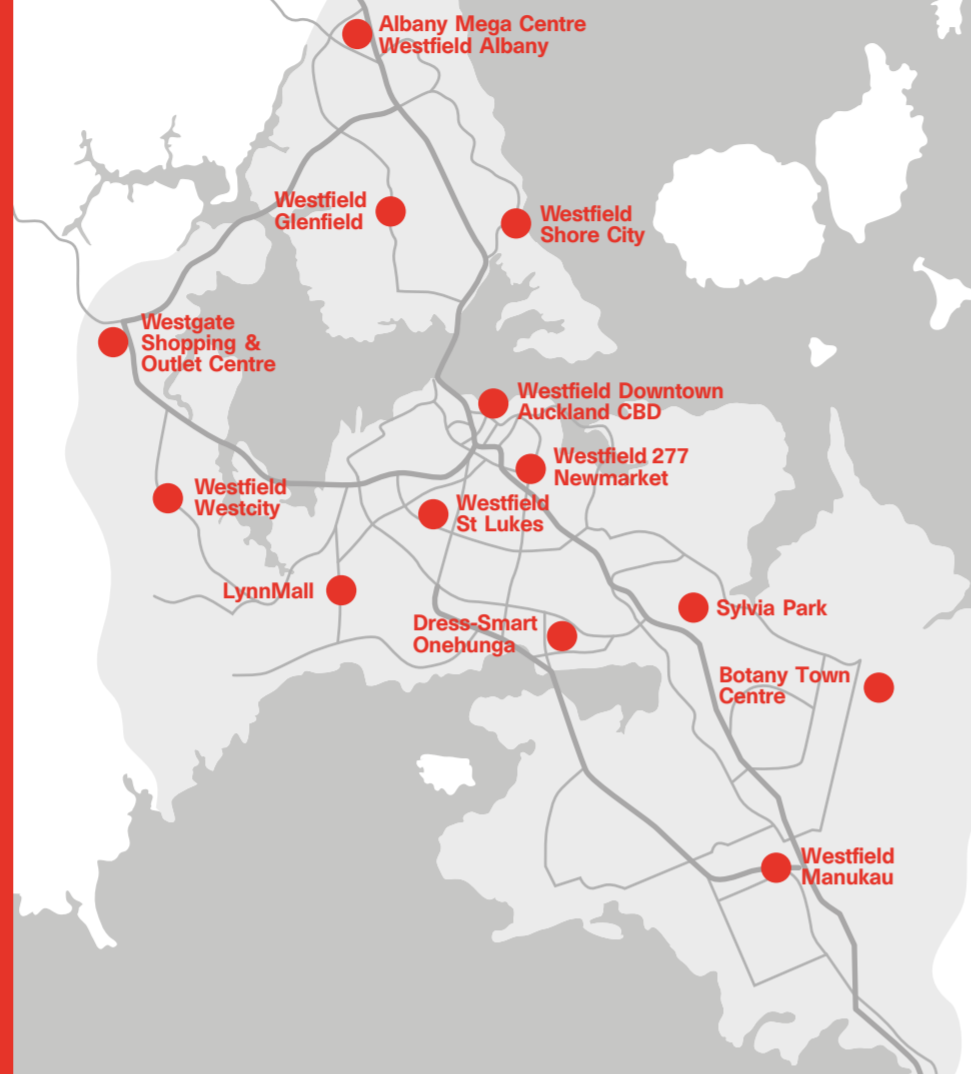 Albany Mega Centre
Westfield Albany
Westfield
Glenfield
Westfield
Shore City
Westgate
Shopping &
Outlet Centre
Westfield Downtown
Auckland CBD
Westfield 277
Newmarket
Westfield
Westcity
Westfield
St Lukes
LynnMall
Sylvia Park
Dress-Smart
Onehunga
Botany Town
Centre
Westfield
Manukau